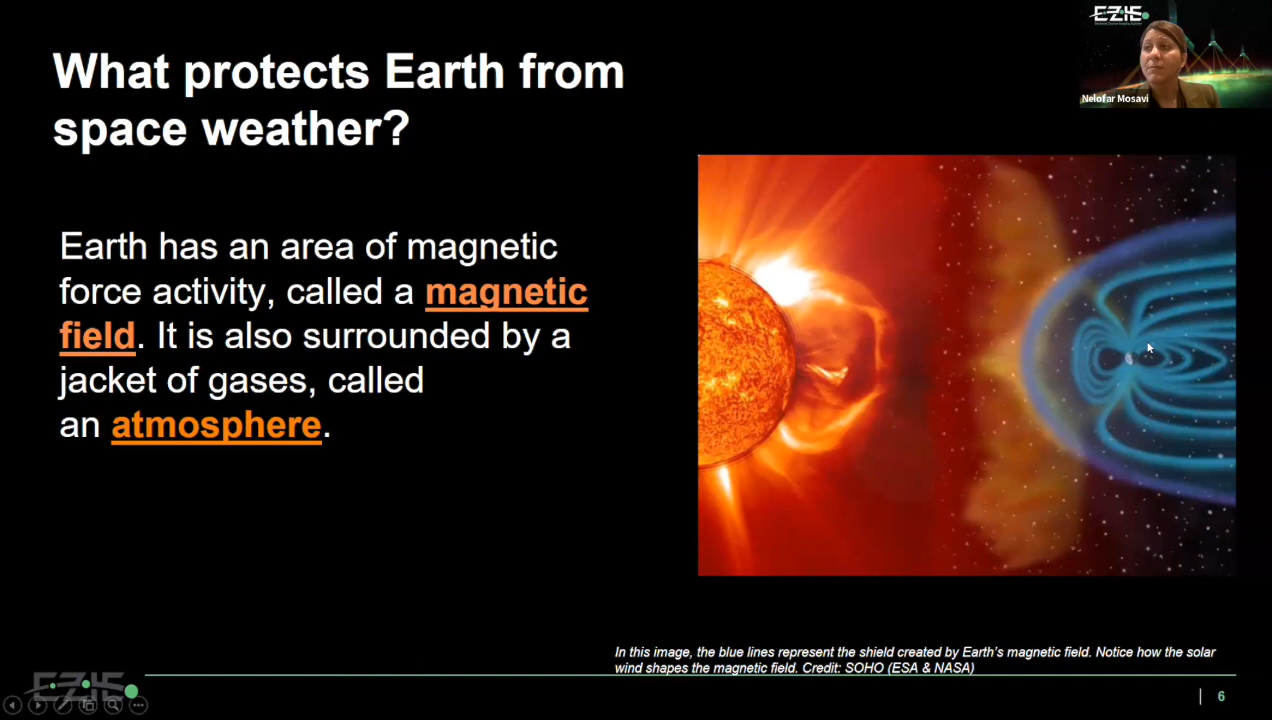 What protects Earth from
space weather?
EZIE
Nelofar Mosavi
Earth has an area of magnetic
force activity, called a magnetic
field. It is also surrounded by a
jacket of gases, called
an atmosphere.
In this image, the blue lines represent the shield created by Earth's magnetic field. Notice how the solar
wind shapes the magnetic field. Credit: SOHO (ESA & NASA)
EZIE
6